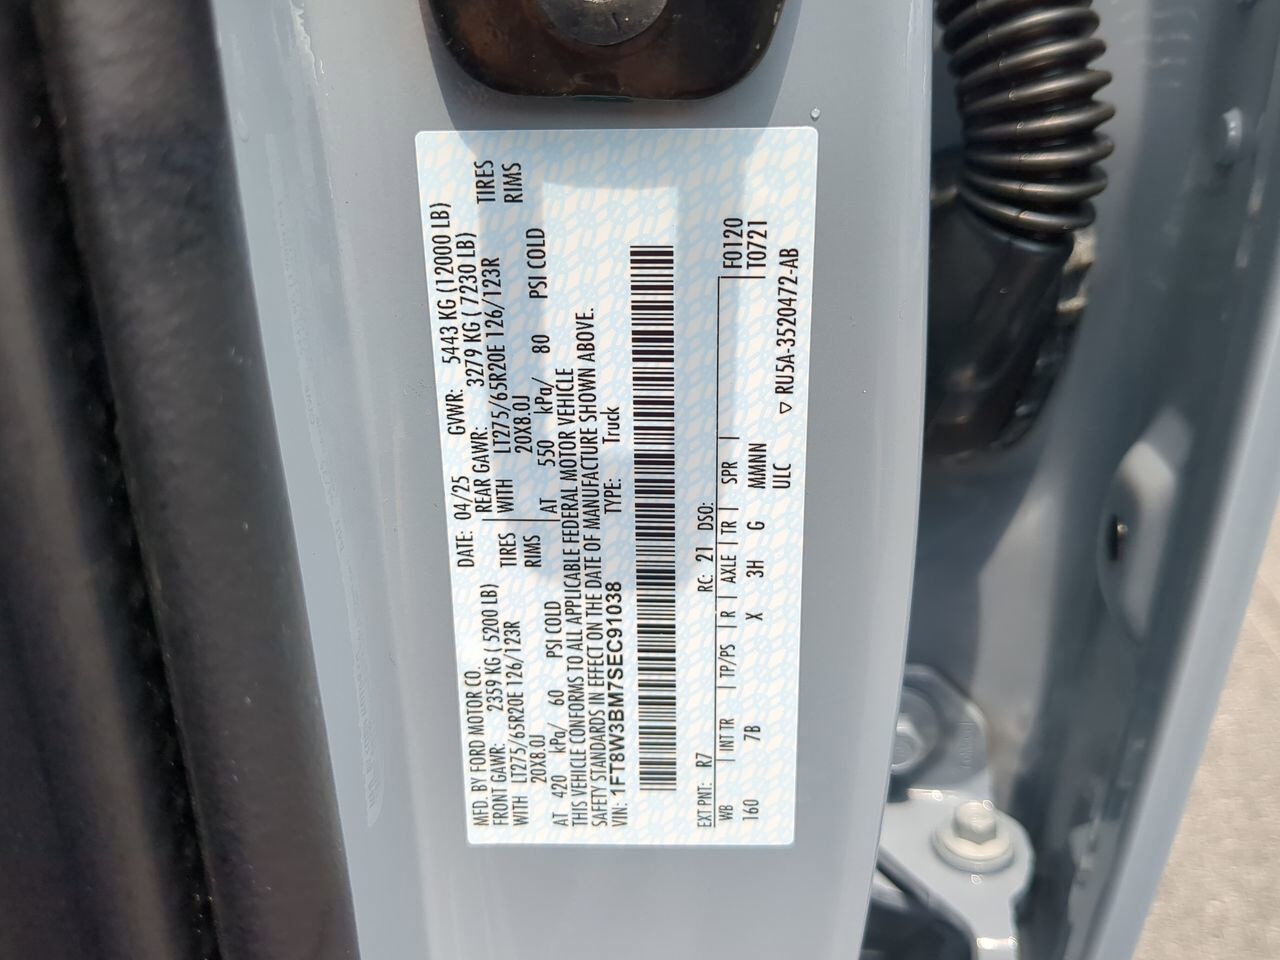 MFD. BY FORD MOTOR CO.
DATE: 04/25 GVWR: 5443 KG (12000 LB)
FRONT GAWR: 2359 KG ( 5200 LB) REAR GAWR: 3279 KG ( 7230 LB)
WITH LT275/65R20E 126/123R TIRES WITH LT275/65R20E 126/123R TIRES
20X8.0J RIMS 20X8.0J RIMS
AT 420 kPa/ 60 PSI COLD AT 550 kPa/ 80 PSI COLD
THIS VEHICLE CONFORMS TO ALL APPLICABLE FEDERAL MOTOR VEHICLE
SAFETY STANDARDS IN EFFECT ON THE DATE OF MANUFACTURE SHOWN ABOVE.
VIN: 1FT8W3BM7SEC91038 TYPE: Truck
EXT PNT: R7 RC: 21 DSO:
WB INT TR TP/PS R AXLE TR SPR F0120
160 7B X 3H G MMNN T0721
ULC
▽ RU5A-3520472-AB